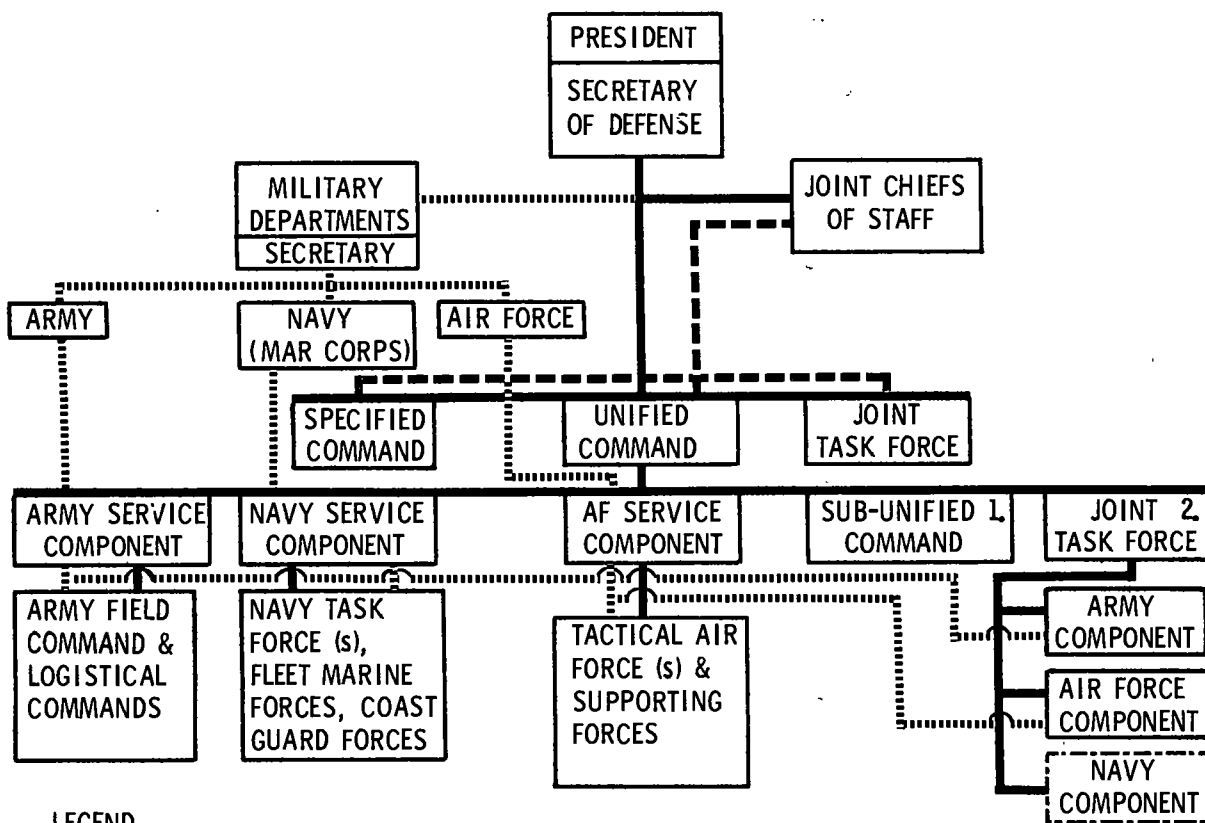 PRESIDENT
SECRETARY
OF DEFENSE
MILITARY
DEPARTMENTS
SECRETARY
JOINT CHIEFS
OF STAFF
ARMY
NAVY
(MAR CORPS)
AIR FORCE
SPECIFIED
COMMAND
UNIFIED
COMMAND
JOINT
TASK FORCE
ARMY SERVICE
COMPONENT
NAVY SERVICE
COMPONENT
AF SERVICE
COMPONENT
SUB-UNIFIED 1.
COMMAND
JOINT 2.
TASK FORCE
ARMY FIELD
COMMAND &
LOGISTICAL
COMMANDS
NAVY TASK
FORCE (s),
FLEET MARINE
FORCES, COAST
GUARD FORCES
TACTICAL AIR
FORCE (s) &
SUPPORTING
FORCES
ARMY
COMPONENT
AIR FORCE
COMPONENT
NAVY
COMPONENT
LEGEND